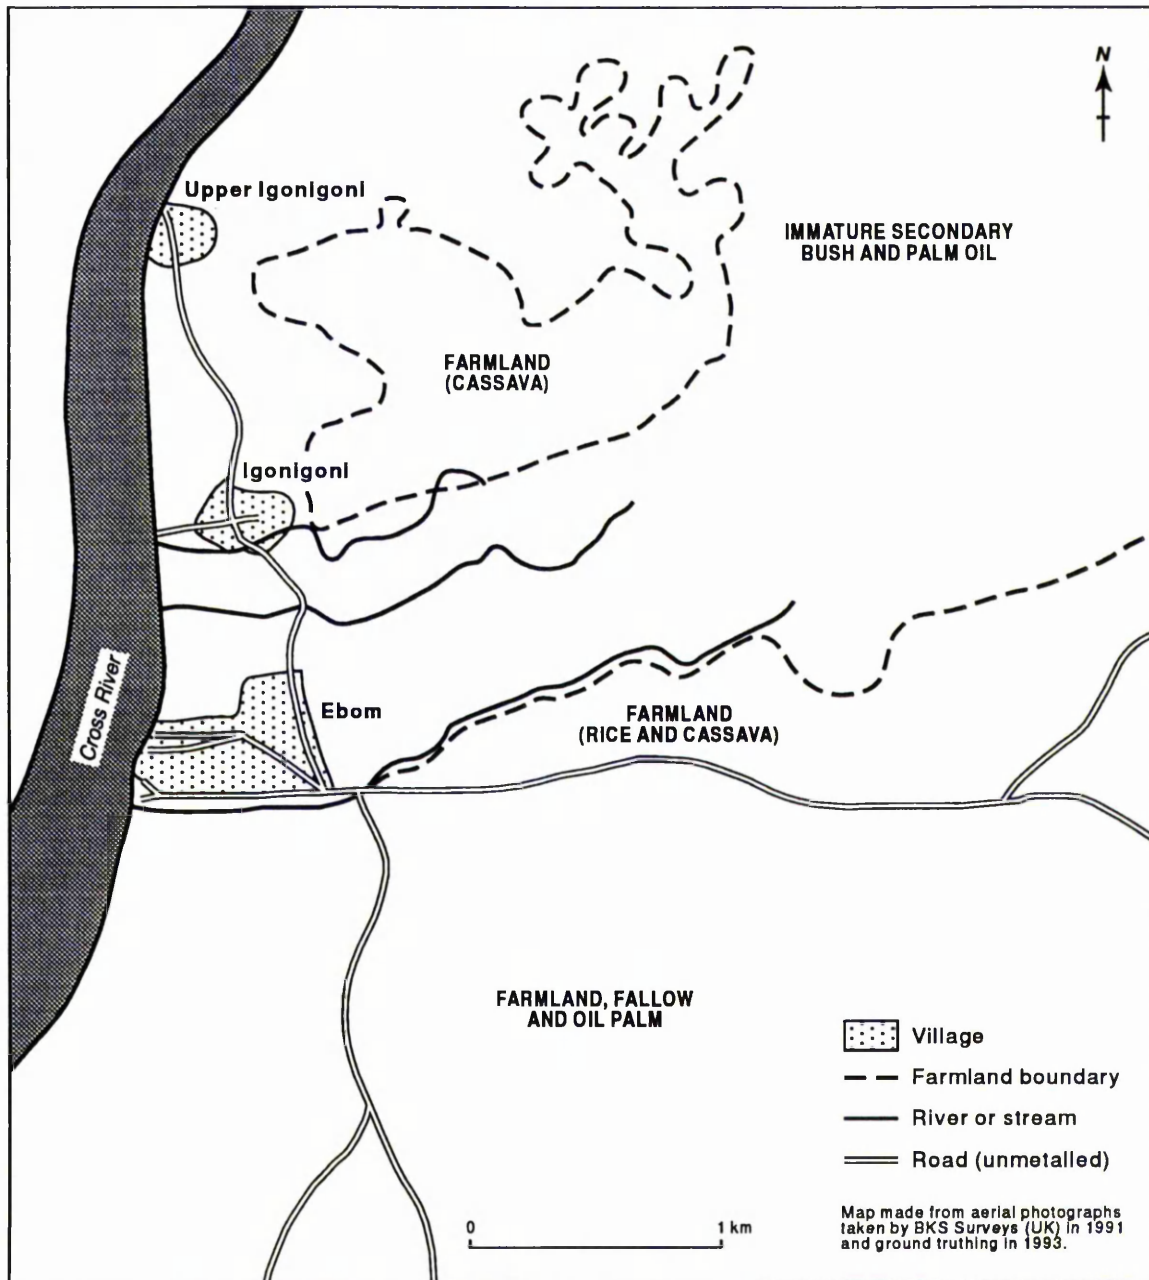 N
Upper Igonigoni
IMMATURE SECONDARY
BUSH AND PALM OIL
FARMLAND
(CASSAVA)
Igonigoni
Cross River
Ebom
FARMLAND
(RICE AND CASSAVA)
FARMLAND, FALLOW
AND OIL PALM
Village
Farmland boundary
River or stream
Road (unmetalled)
0 1 km
Map made from aerial photographs
taken by BKS Surveys (UK) in 1991
and ground truthing in 1993.